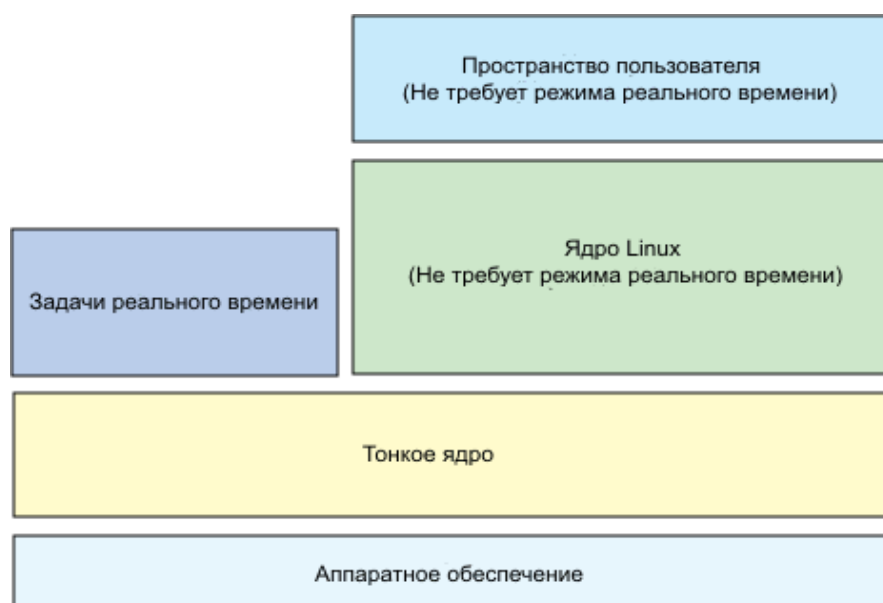 Пространство пользователя
(Не требует режима реального времени)
Ядро Linux
(Не требует режима реального времени)
Задачи реального времени
Тонкое ядро
Аппаратное обеспечение